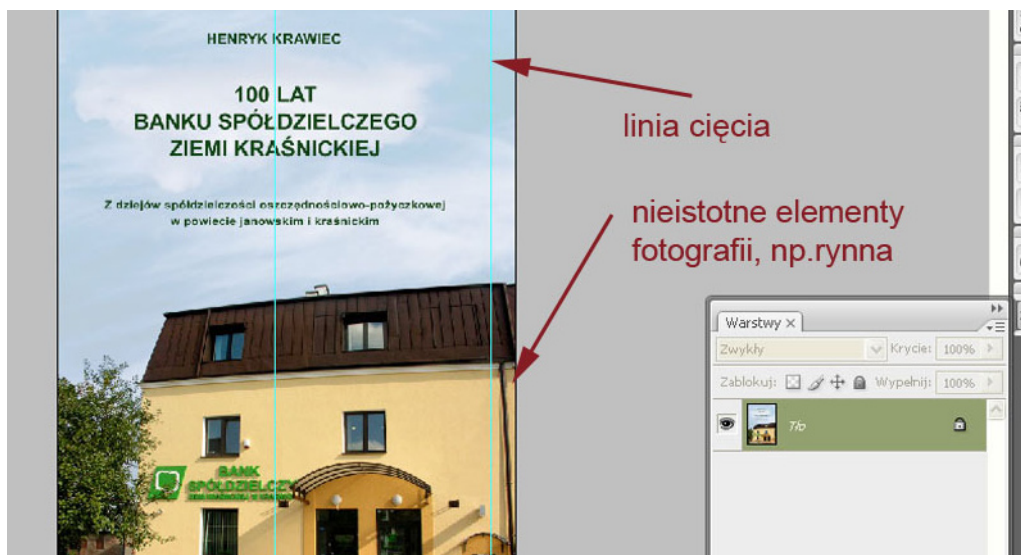 HENRYK KRAWIEC
100 LAT
BANKU SPÓŁDZIELCZEGO
ZIEMI KRAŚNICKIEJ
Z dziejów spółdzielczości oszczędnościowo-pożyczkowej
w powiecie janowskim i kraśnickim
linia cięcia
nieistotne elementy
fotografii, np.rynna
BANK
SPÓŁDZIELCZY
Warstwy ×
Zwykły
Krycie: 100%
Zablokuj:
Wypełnij: 100%
Tło